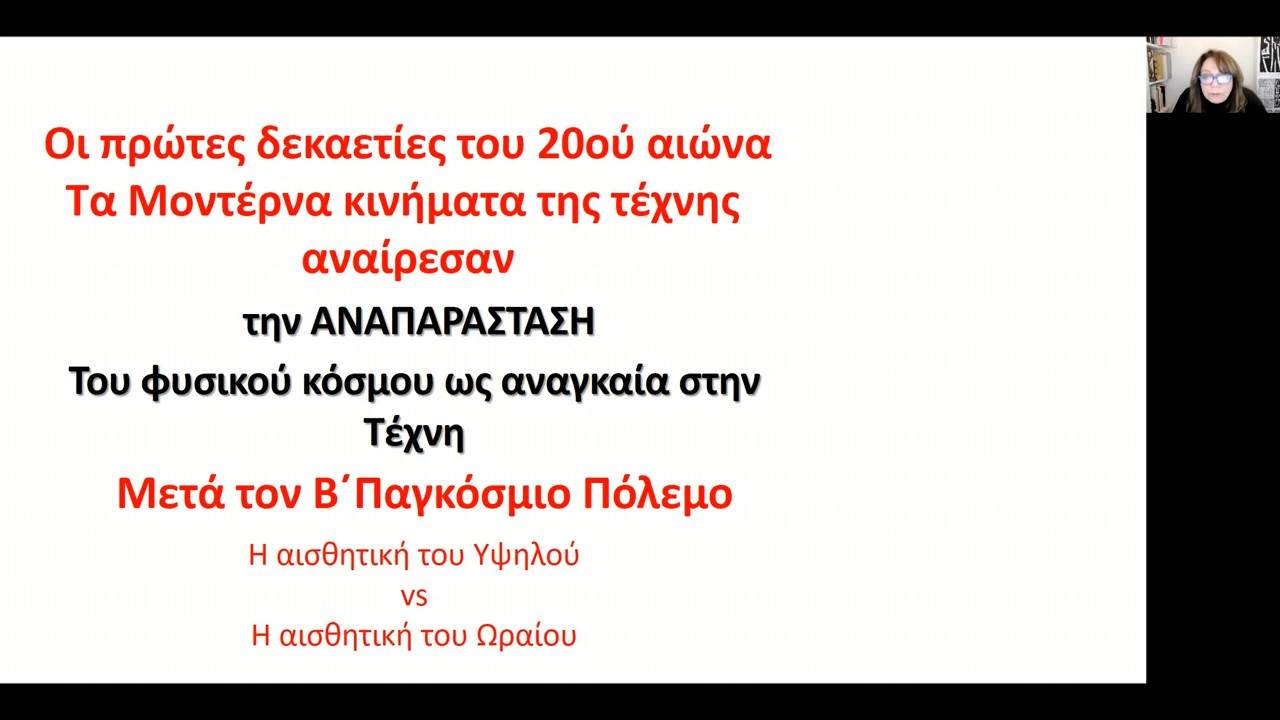 Οι πρώτες δεκαετίες του 20ού αιώνα
Τα Μοντέρνα κινήματα της τέχνης
αναίρεσαν
την ΑΝΑΠΑΡΑΣΤΑΣΗ
Του φυσικού κόσμου ως αναγκαία στην
Τέχνη
Μετά τον Β΄Παγκόσμιο Πόλεμο
Η αισθητική του Υψηλού
vs
Η αισθητική του Ωραίου